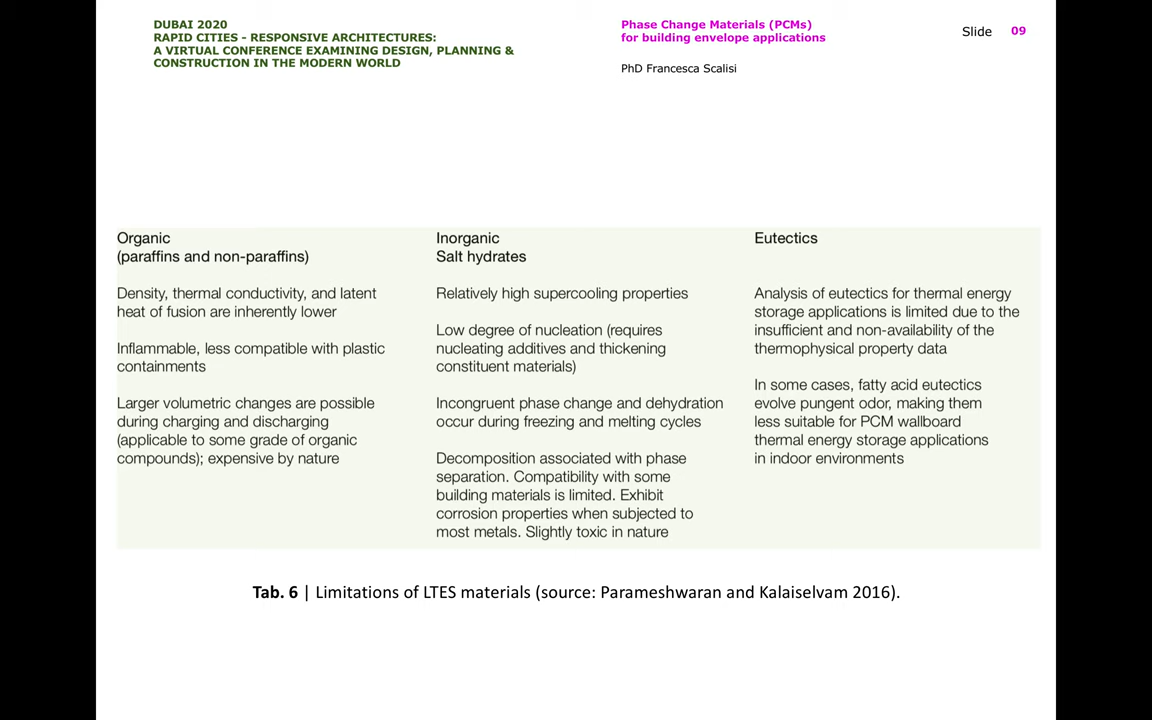 DUBAI 2020
RAPID CITIES - RESPONSIVE ARCHITECTURES:
A VIRTUAL CONFERENCE EXAMINING DESIGN, PLANNING &
CONSTRUCTION IN THE MODERN WORLD
Phase Change Materials (PCMs)
for building envelope applications
PhD Francesca Scalisi
Slide 09
Organic
(paraffins and non-paraffins)
Density, thermal conductivity, and latent
heat of fusion are inherently lower
Inflammable, less compatible with plastic
containments
Larger volumetric changes are possible
during charging and discharging
(applicable to some grade of organic
compounds); expensive by nature
Inorganic
Salt hydrates
Relatively high supercooling properties
Low degree of nucleation (requires
nucleating additives and thickening
constituent materials)
Incongruent phase change and dehydration
occur during freezing and melting cycles
Decomposition associated with phase
separation. Compatibility with some
building materials is limited. Exhibit
corrosion properties when subjected to
most metals. Slightly toxic in nature
Eutectics
Analysis of eutectics for thermal energy
storage applications is limited due to the
insufficient and non-availability of the
thermophysical property data
In some cases, fatty acid eutectics
evolve pungent odor, making them
less suitable for PCM wallboard
thermal energy storage applications
in indoor environments
Tab. 6 | Limitations of LTES materials (source: Parameshwaran and Kalaiselvam 2016).